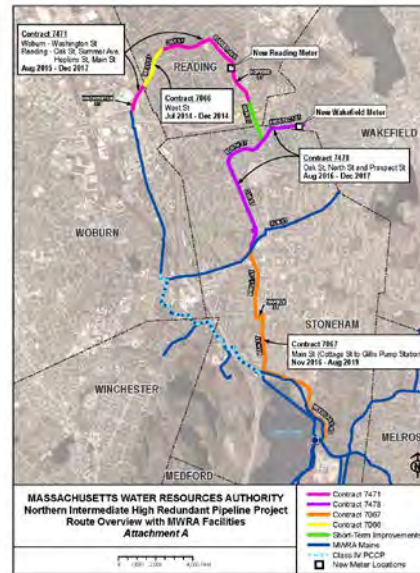 Contract 7471
Woburn - Washington St
Reading - Oak St, Summer Ave,
Hopkins St, Main St
Aug 2015 - Dec 2017
READING
New Reading Meter
Contract 7066
West St
Jul 2014 - Dec 2014
New Wakefield Meter
WAKEFIELD
Contract 7478
Oak St, North St and Prospect St
Aug 2016 - Dec 2017
WOBURN
STONEHAM
Contract 7067
Main St (Cottage St to Gillis Pump Station)
Nov 2016 - Aug 2019
WINCHESTER
MELROS
MEDFORD
MASSACHUSETTS WATER RESOURCES AUTHORITY
Northern Intermediate High Redundant Pipeline Project
Route Overview with MWRA Facilities
Attachment A
Contract 7471
Contract 7478
Contract 7067
Contract 7066
Short-Term Improvements
MWRA Mains
Class IV PCCP
New Meter Locations